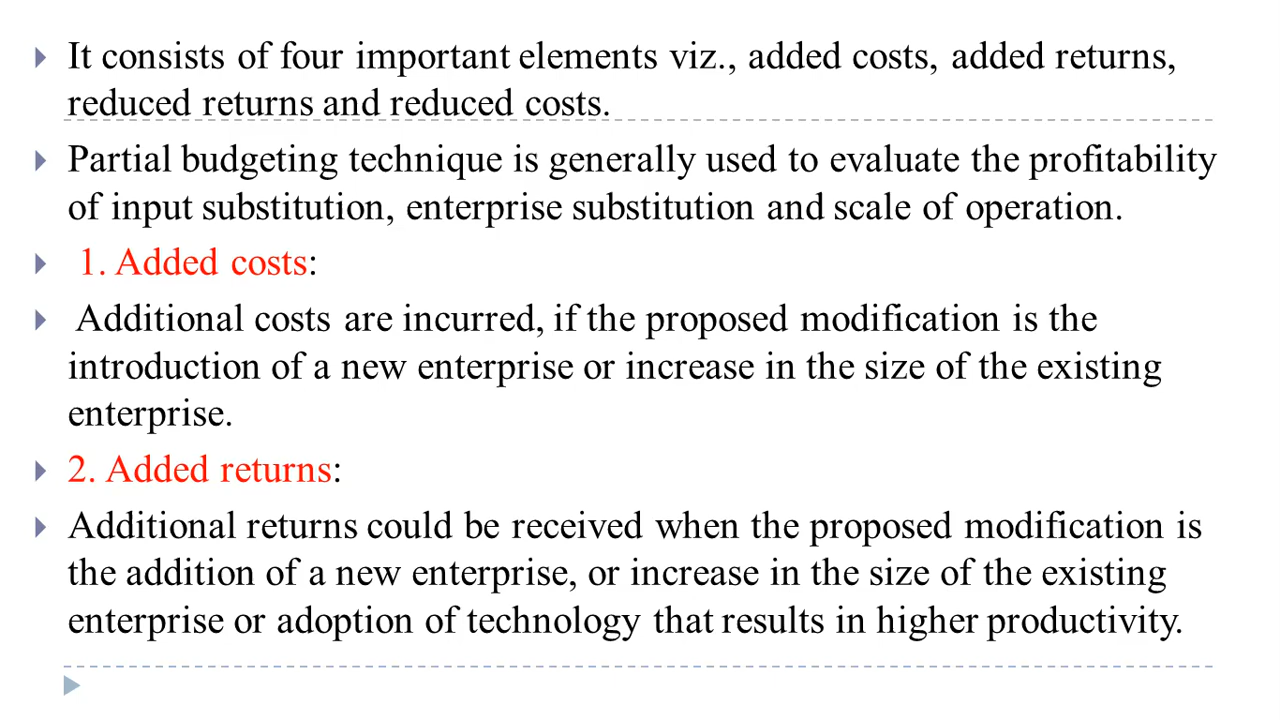 It consists of four important elements viz., added costs, added returns,
reduced returns and reduced costs.
Partial budgeting technique is generally used to evaluate the profitability
of input substitution, enterprise substitution and scale of operation.
1. Added costs:
Additional costs are incurred, if the proposed modification is the
introduction of a new enterprise or increase in the size of the existing
enterprise.
2. Added returns:
Additional returns could be received when the proposed modification is
the addition of a new enterprise, or increase in the size of the existing
enterprise or adoption of technology that results in higher productivity.